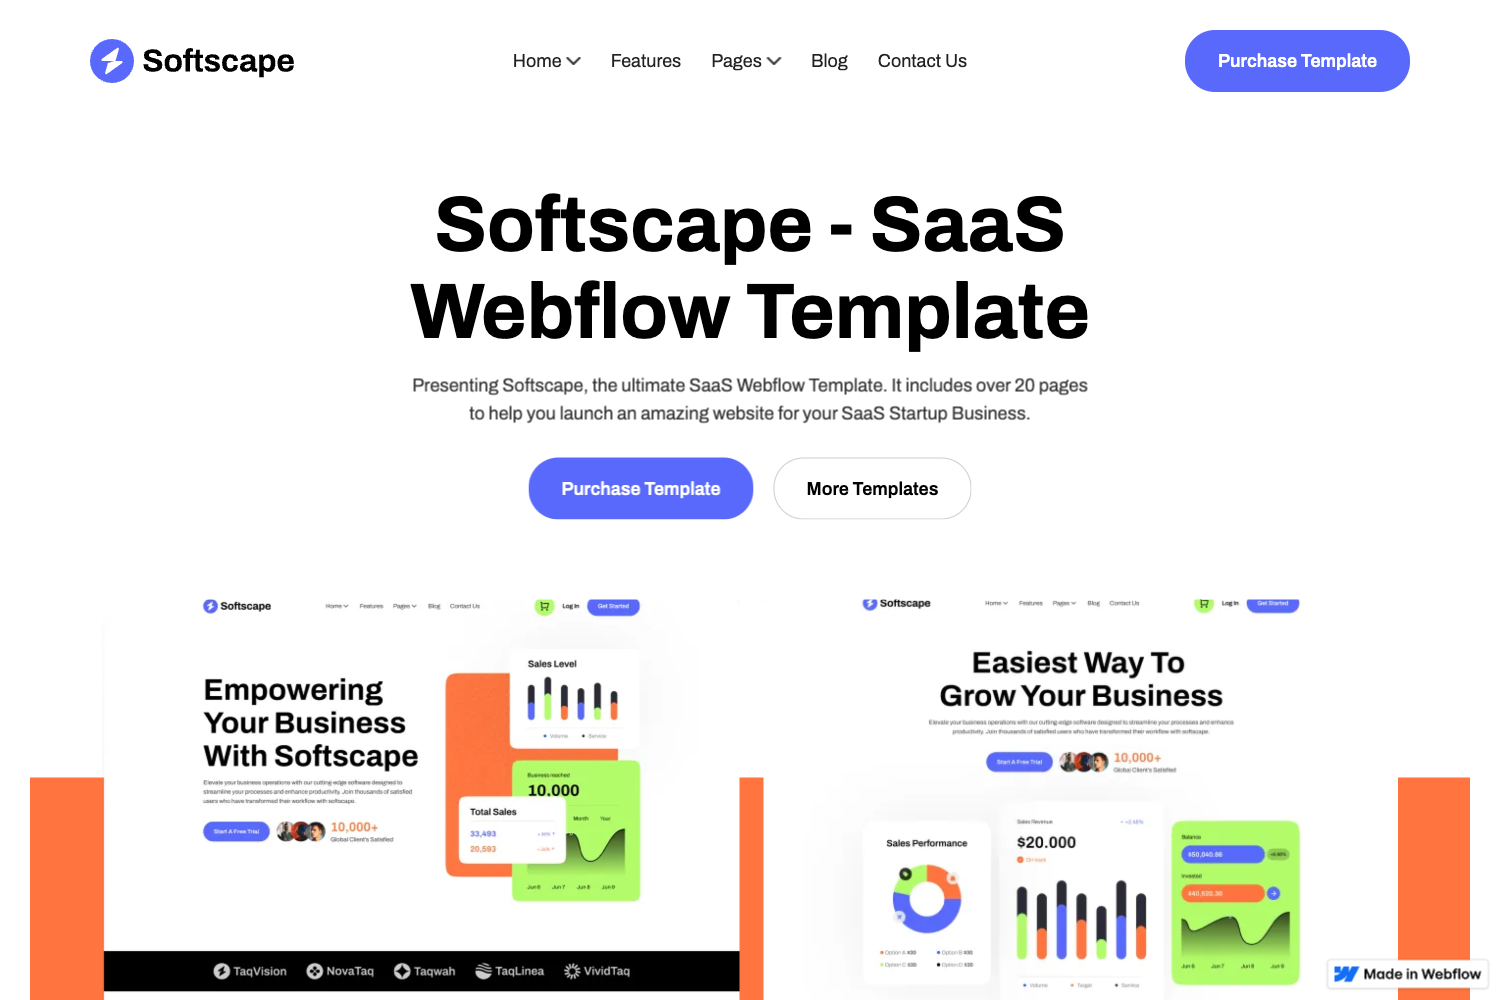 Softscape
Home
Features
Pages
Blog
Contact Us
Purchase Template
Softscape - SaaS
Webflow Template
Presenting Softscape, the ultimate SaaS Webflow Template. It includes over 20 pages
to help you launch an amazing website for your SaaS Startup Business.
Purchase Template
More Templates
Softscape
Home
Features
Pages
Blog
Contact Us
Log In
Get Started
Empowering
Your Business
With Softscape
Elevate your business operations with our cutting-edge software designed to
streamline your processes and enhance productivity. Join thousands of satisfied
users who have transformed their workflow with softscape.
Start A Free Trial
10,000+
Global Client's Satisfied
Sales Level
Volume
Service
Business reached
10,000
Month
Year
Total Sales
33,493
20,593
Jun 6
Jun 7
Jun 8
Jun 9
TaqVision
NovaTaq
Taqwah
TaqLinea
VividTaq
Softscape
Home
Features
Pages
Blog
Contact Us
Log In
Get Started
Easiest Way To
Grow Your Business
Elevate your business operations with our cutting-edge software designed to streamline your processes and enhance
productivity. Join thousands of satisfied users who have transformed their workflow with softscape.
Start A Free Trial
10,000+
Global Client's Satisfied
Sales Performance
Option A
Option B
Option C
Option D
Sales Revenue
$20.000
On track
Volume
Target
Service
Balance
$50,040.86
Invested
Jun 6
Jun 7
Jun 8
Jun 9
Made in Webflow